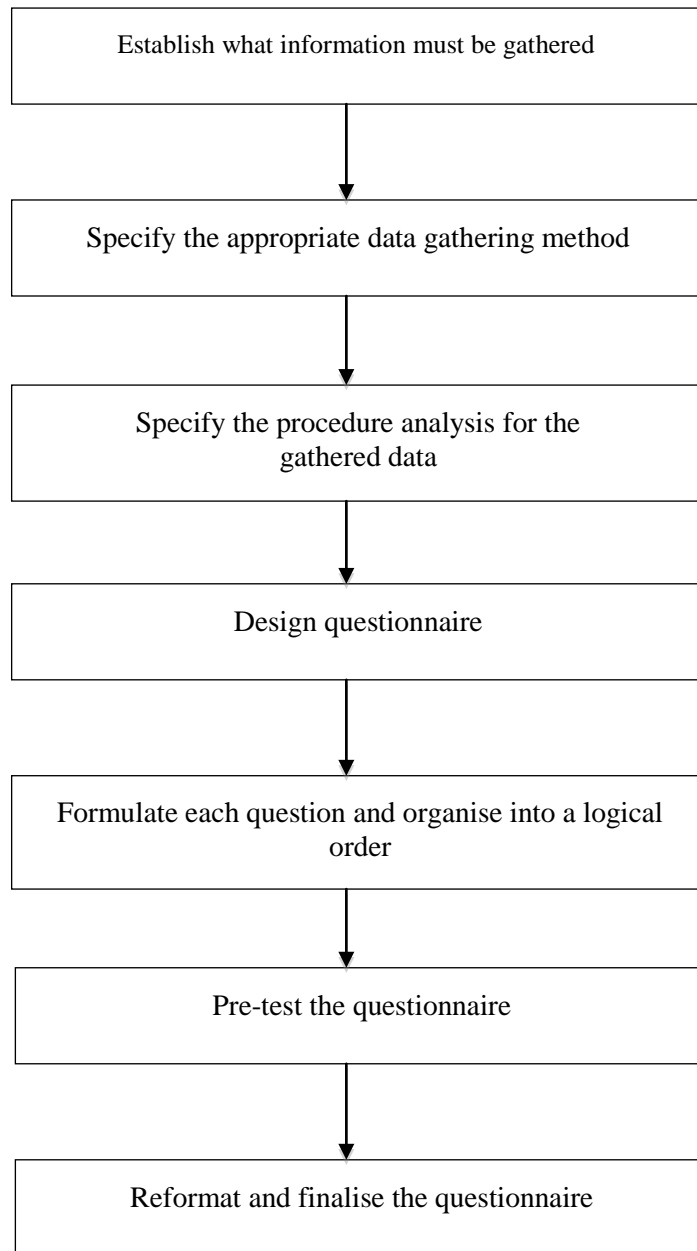 Establish what information must be gathered
Specify the appropriate data gathering method
Specify the procedure analysis for the
gathered data
Design questionnaire
Formulate each question and organise into a logical
order
Pre-test the questionnaire
Reformat and finalise the questionnaire